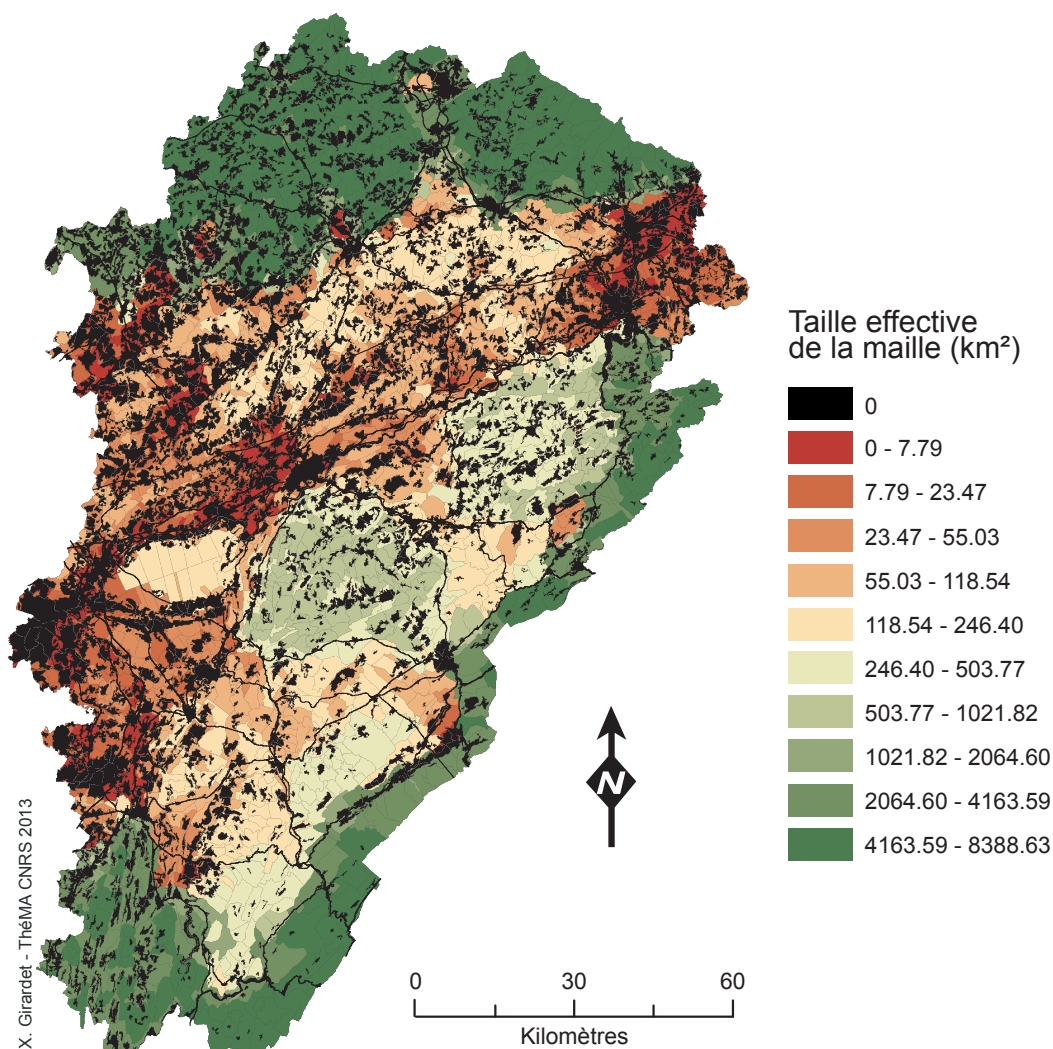 Taille effective
de la maille (km²)
0
0 - 7.79
7.79 - 23.47
23.47 - 55.03
55.03 - 118.54
118.54 - 246.40
246.40 - 503.77
503.77 - 1021.82
1021.82 - 2064.60
2064.60 - 4163.59
4163.59 - 8388.63
N
0 30 60
Kilomètres
X. Girardet - ThéMA CNRS 2013